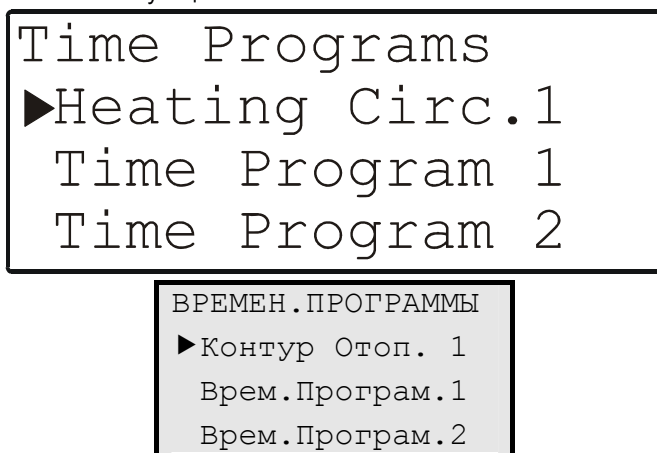 Time Programs
▶Heating Circ.1
Time Program 1
Time Program 2
ВРЕМЕН.ПРОГРАММЫ
▶Контур Отоп. 1
Врем.Програм.1
Врем.Програм.2